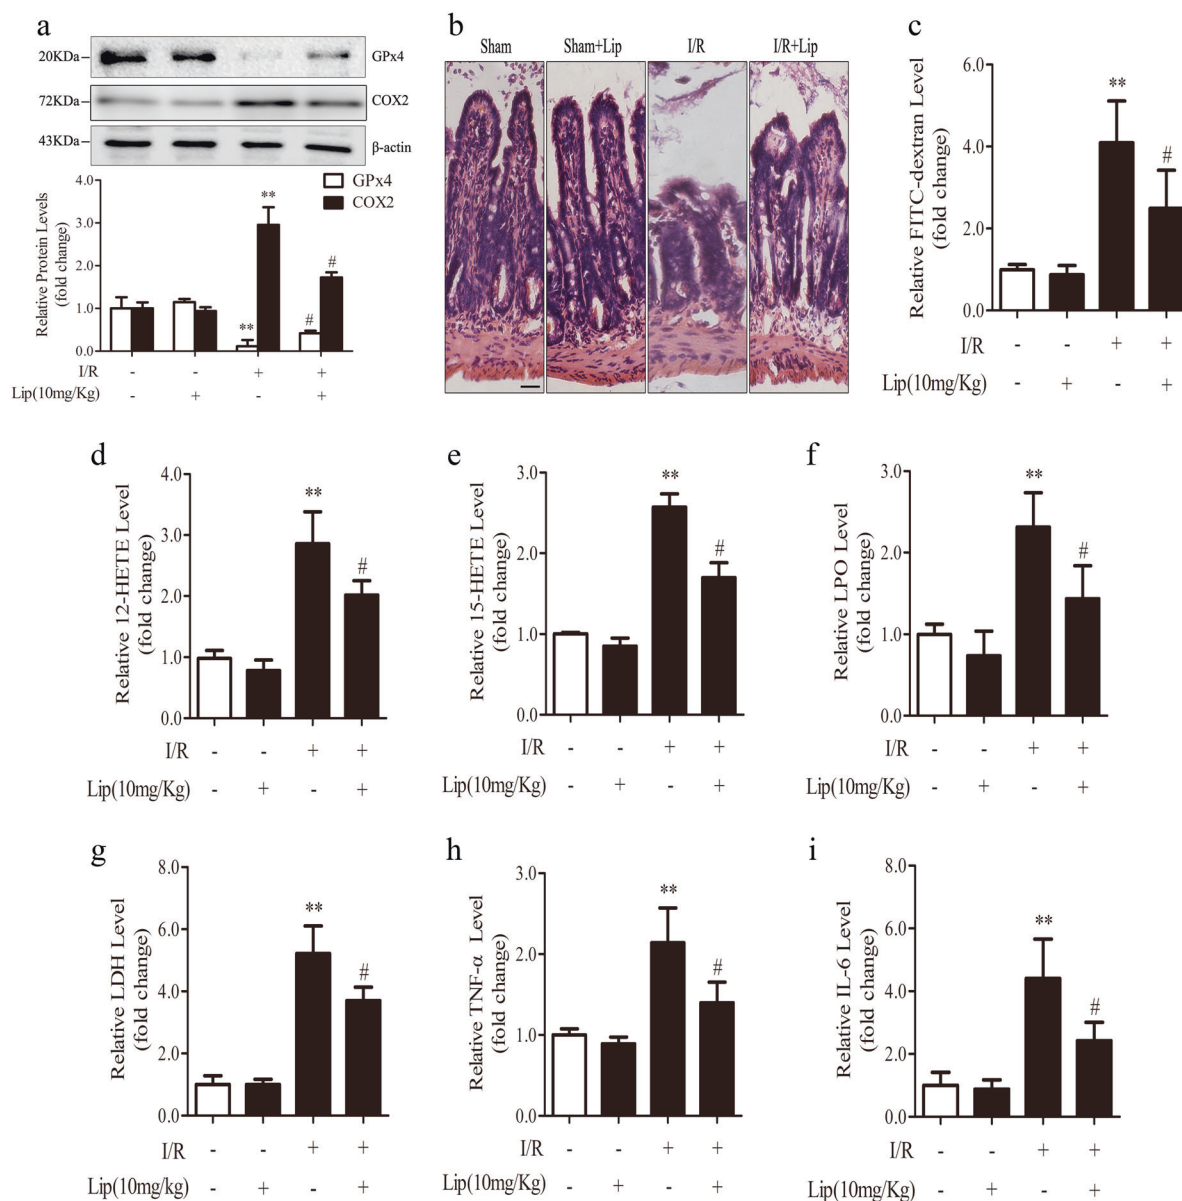 a
20KDa
GPx4
72KDa
COX2
43KDa
β-actin
GPx4
COX2
Relative Protein Levels
(fold change)
4.0
3.0
2.0
1.0
0.0
**
**
#
#
I/R - - + +
Lip(10mg/Kg) - + - +
b
Sham Sham+Lip I/R I/R+Lip
c
Relative FITC-dextran Level
(fold change)
6.0
4.0
2.0
0.0
**
#
I/R - - + +
Lip(10mg/Kg) - + - +
d
Relative 12-HETE Level
(fold change)
4.0
3.0
2.0
1.0
0.0
**
#
I/R - - + +
Lip(10mg/Kg) - + - +
e
Relative 15-HETE Level
(fold change)
3.0
2.0
1.0
0.0
**
#
I/R - - + +
Lip(10mg/Kg) - + - +
f
Relative LPO Level
(fold change)
3.0
2.0
1.0
0.0
**
#
I/R - - + +
Lip(10mg/Kg) - + - +
g
Relative LDH Level
(fold change)
8.0
6.0
4.0
2.0
0.0
**
#
I/R - - + +
Lip(10mg/kg) - + - +
h
Relative TNF-α Level
(fold change)
3.0
2.0
1.0
0.0
**
#
I/R - - + +
Lip(10mg/Kg) - + - +
i
Relative IL-6 Level
(fold change)
8.0
6.0
4.0
2.0
0.0
**
#
I/R - - + +
Lip(10mg/Kg) - + - +